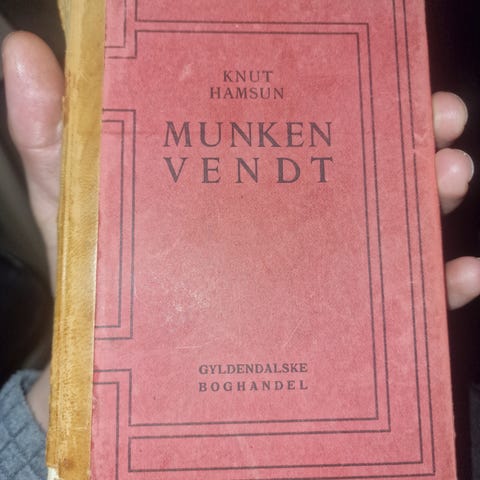 KNUT
HAMSUN
MUNKEN
VENDT
GYLDENDALSKE
BOGHANDEL